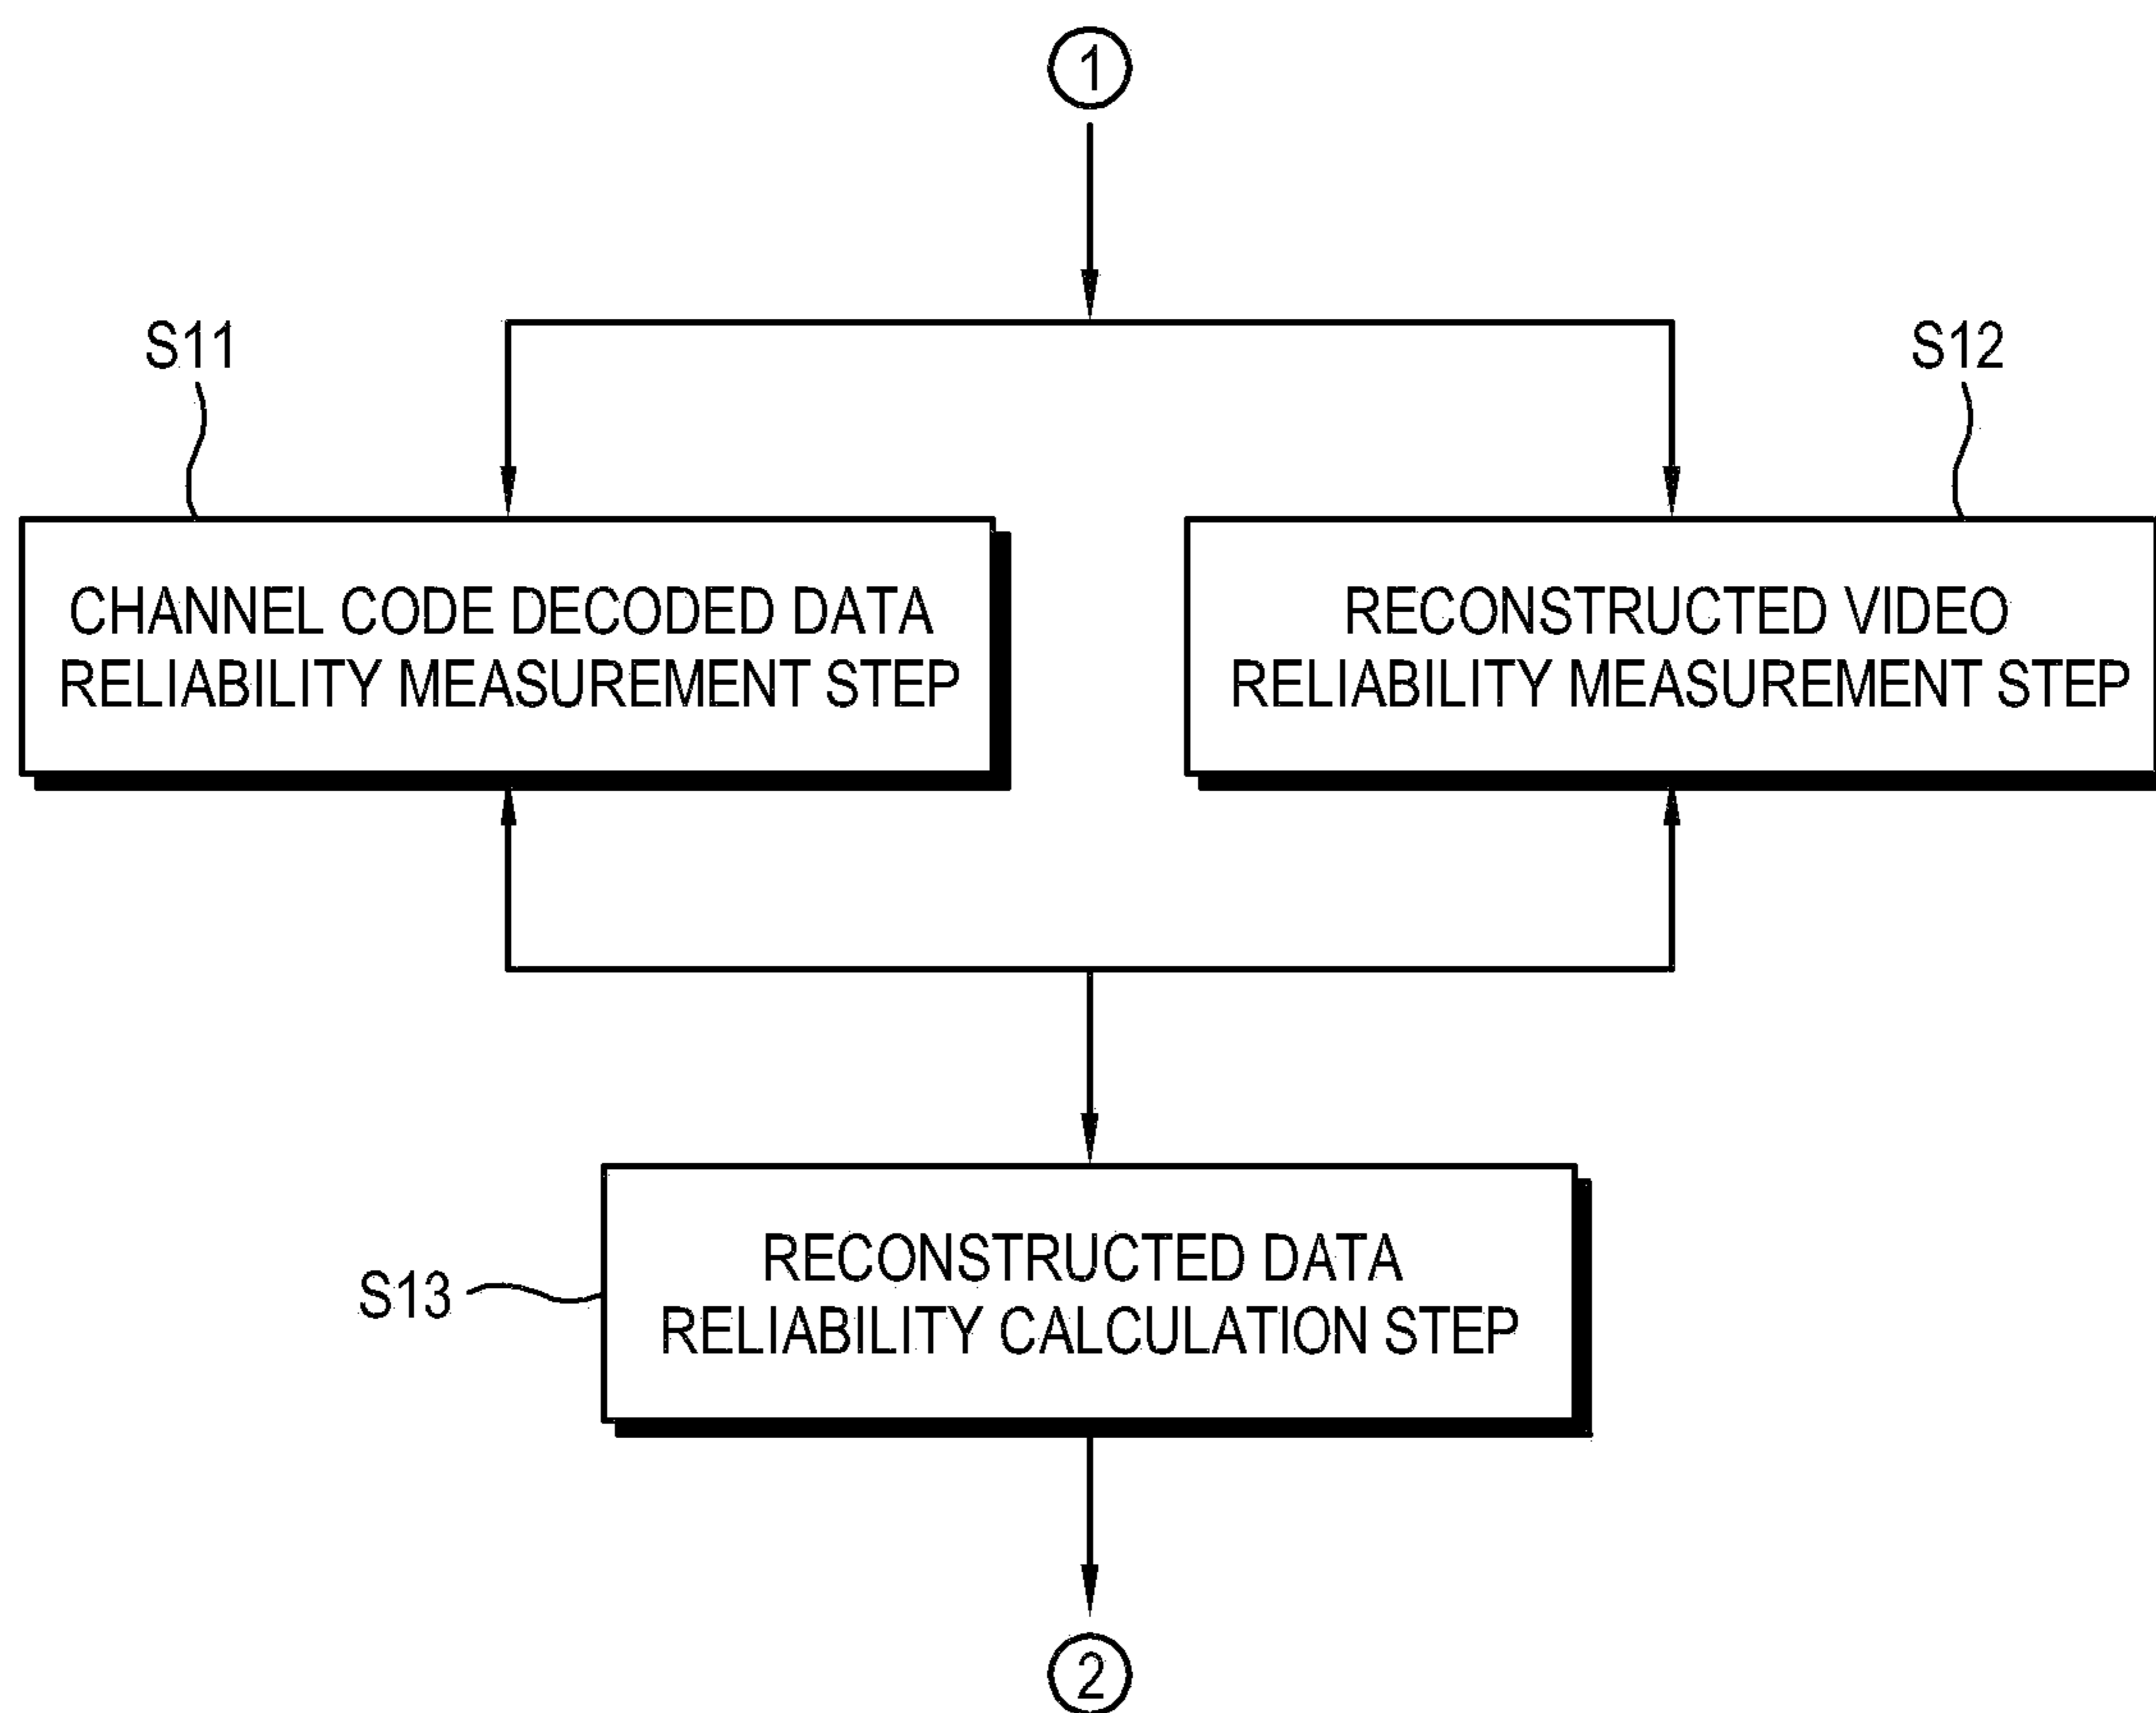 1
S11
S12
CHANNEL CODE DECODED DATA
RELIABILITY MEASUREMENT STEP
RECONSTRUCTED VIDEO
RELIABILITY MEASUREMENT STEP
S13
RECONSTRUCTED DATA
RELIABILITY CALCULATION STEP
2